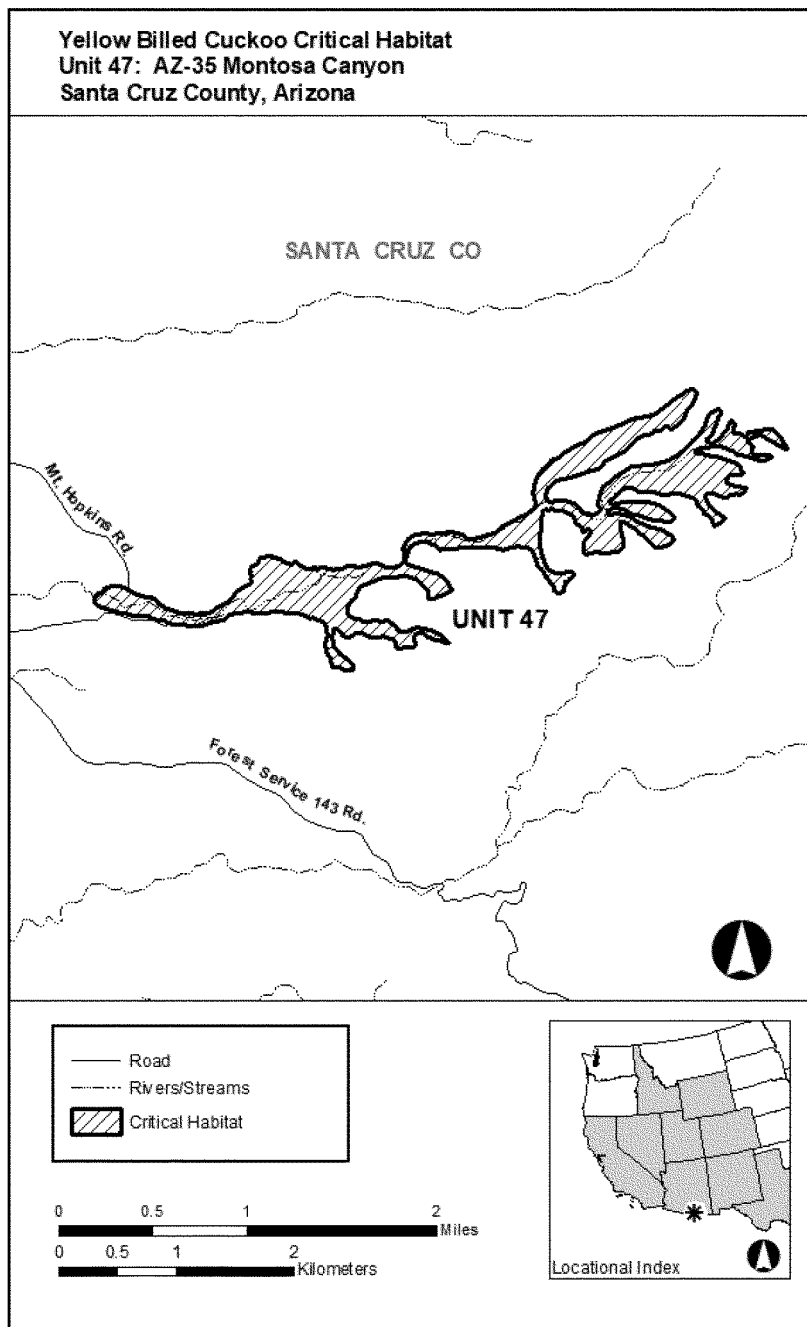 Yellow Billed Cuckoo Critical Habitat
Unit 47: AZ-35 Montosa Canyon
Santa Cruz County, Arizona
SANTA CRUZ CO
Mt. Hopkins Rd
UNIT 47
Forest Service 143 Rd.
Road
Rivers/Streams
Critical Habitat
0 0.5 1 2
Miles
0 0.5 1 2
Kilometers
Locational Index